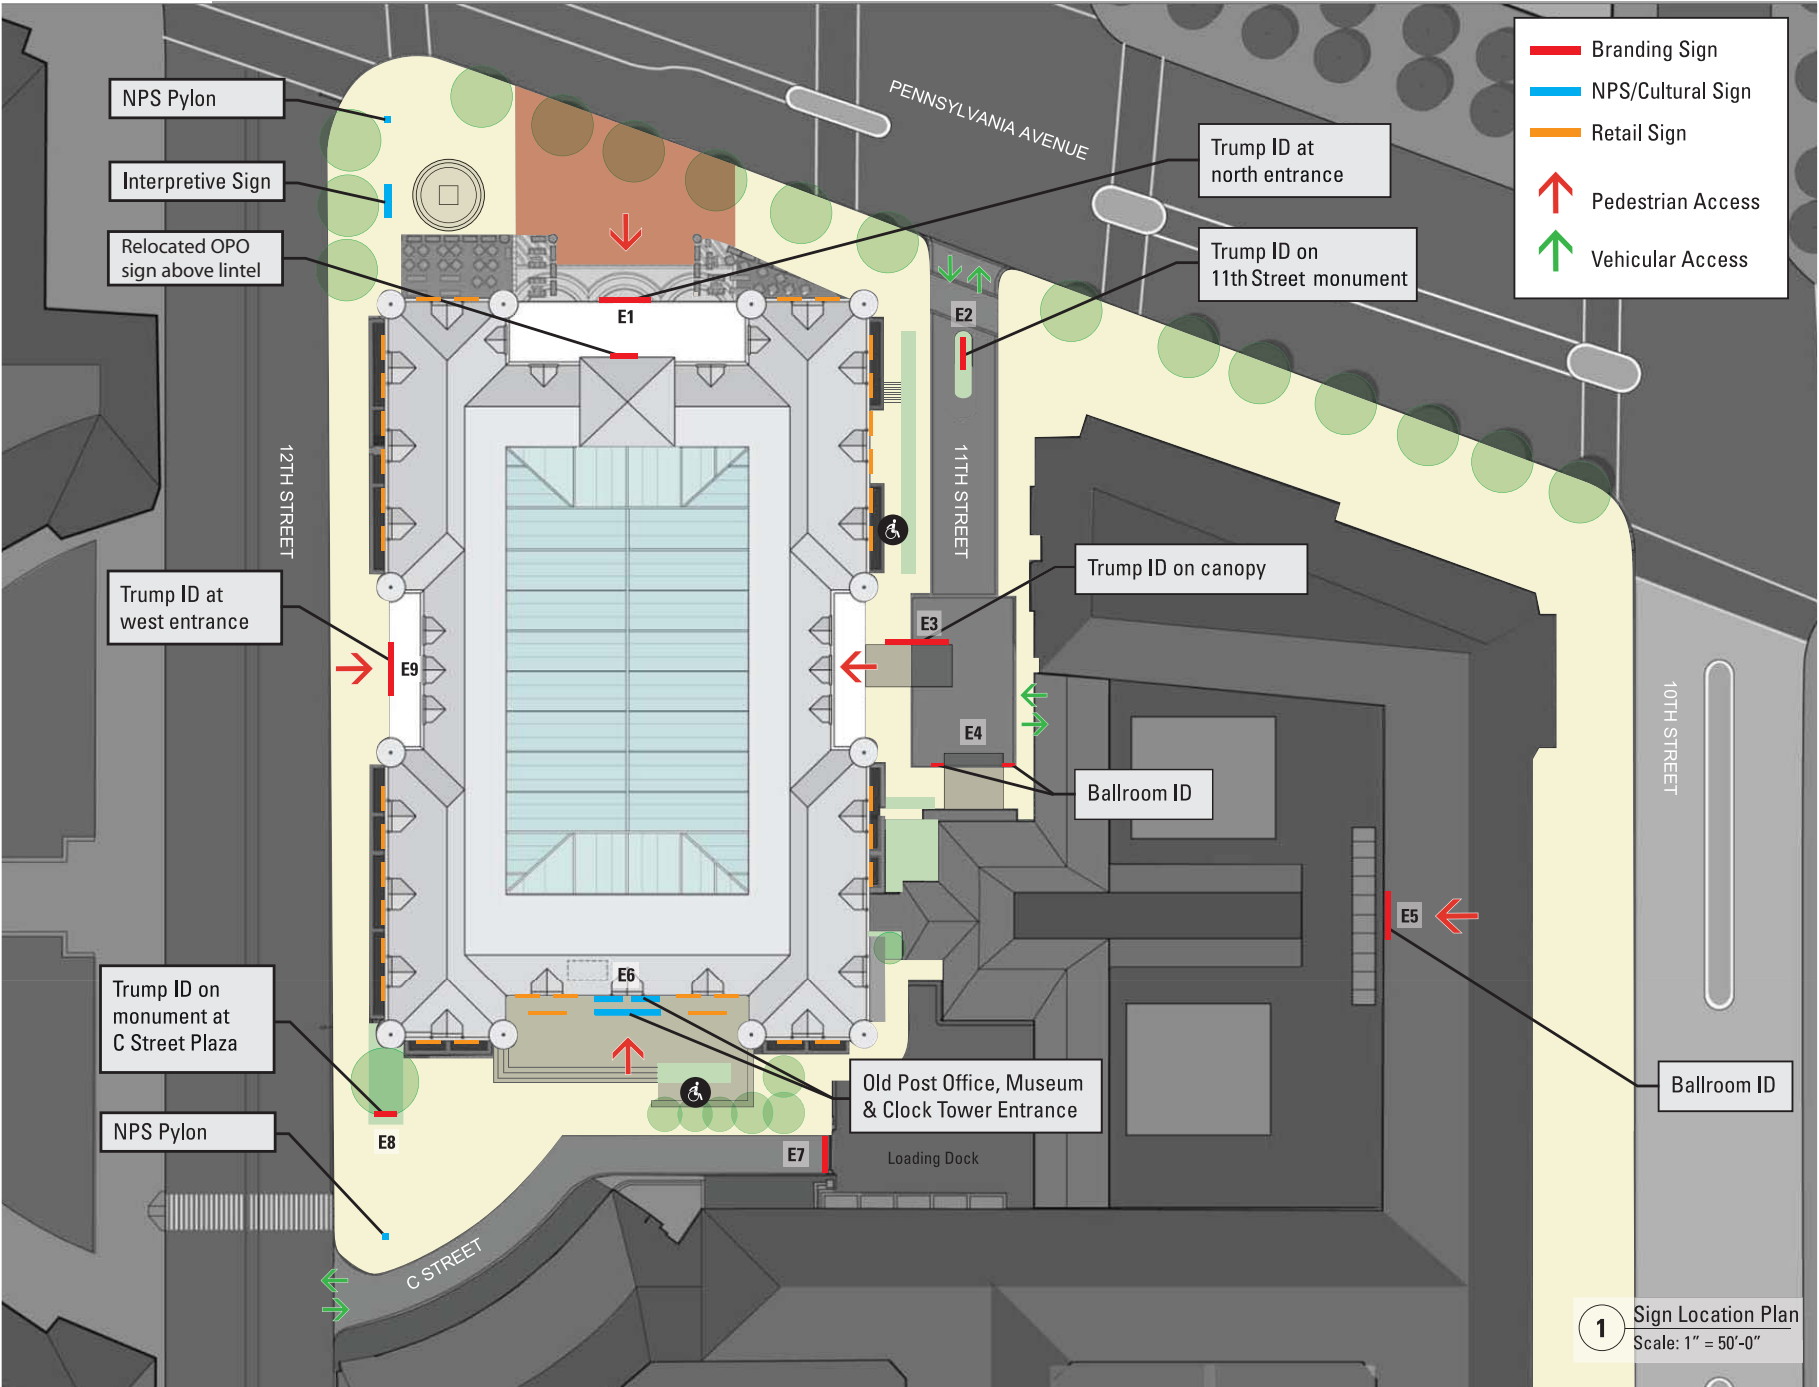 NPS Pylon
Interpretive Sign
Relocated OPO
sign above lintel
PENNSYLVANIA AVENUE
Trump ID at
north entrance
Trump ID on
11th Street monument
Branding Sign
NPS/Cultural Sign
Retail Sign
Pedestrian Access
Vehicular Access
E1
E2
12TH STREET
11TH STREET
Trump ID on canopy
Trump ID at
west entrance
E3
E9
E4
10TH STREET
Ballroom ID
E5
E6
Trump ID on
monument at
C Street Plaza
Old Post Office, Museum
& Clock Tower Entrance
Ballroom ID
NPS Pylon
E8
E7
Loading Dock
C STREET
1
Sign Location Plan
Scale: 1" = 50'-0"